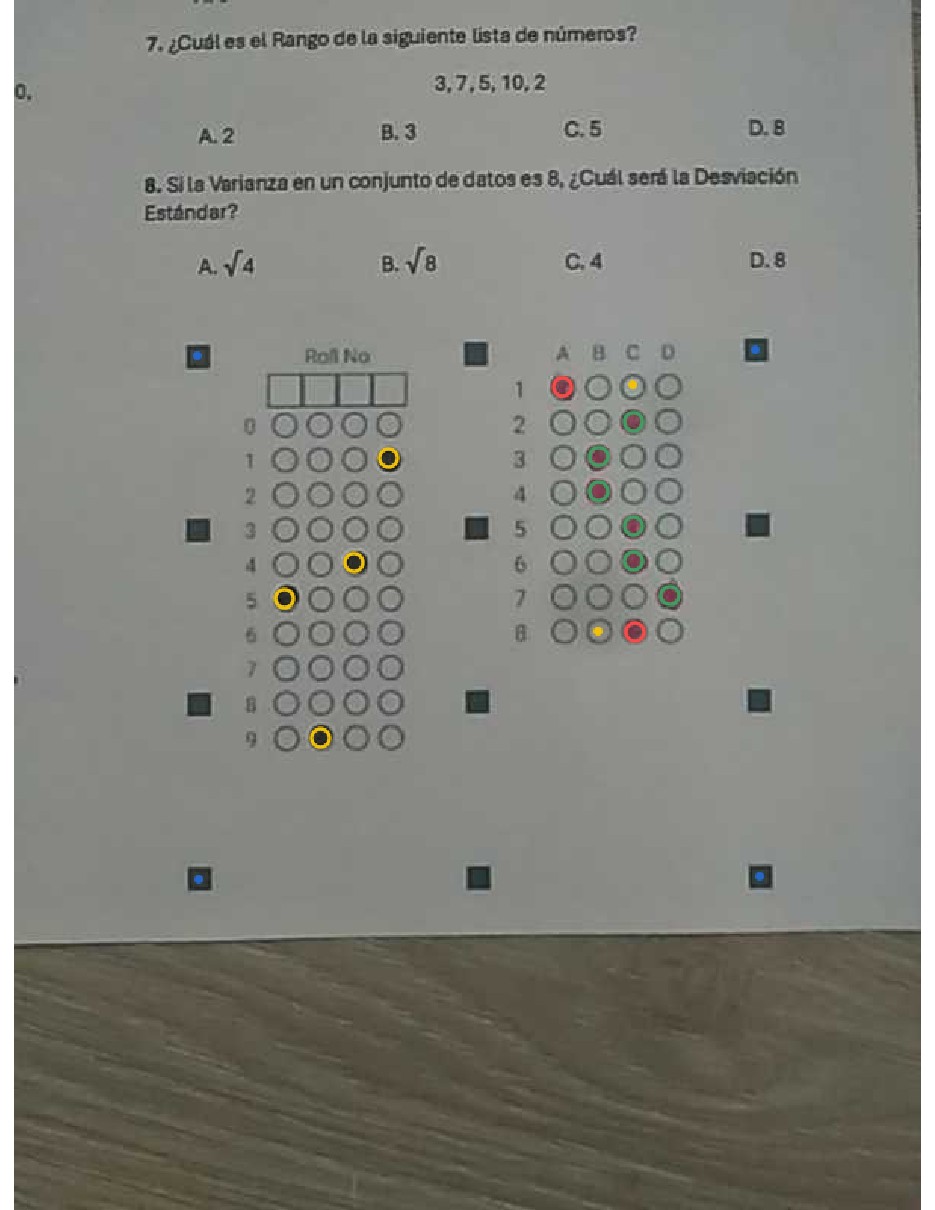 7. ¿Cuál es el Rango de la siguiente lista de números?
3, 7, 5, 10, 2
0,
A. 2 B. 3 C. 5 D. 8
8. Si la Varianza en un conjunto de datos es 8, ¿Cuál será la Desviación
Estándar?
A. √4 B. √8 C. 4 D. 8
Roll No
0
1
2
3
4
5
6
7
8
9
A B C D
1
2
3
4
5
6
7
8